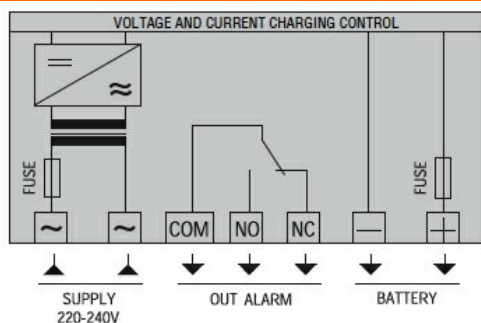 VOLTAGE AND CURRENT CHARGING CONTROL
FUSE
FUSE
~ ~ COM NO NC — +
SUPPLY
220-240V
OUT ALARM
BATTERY